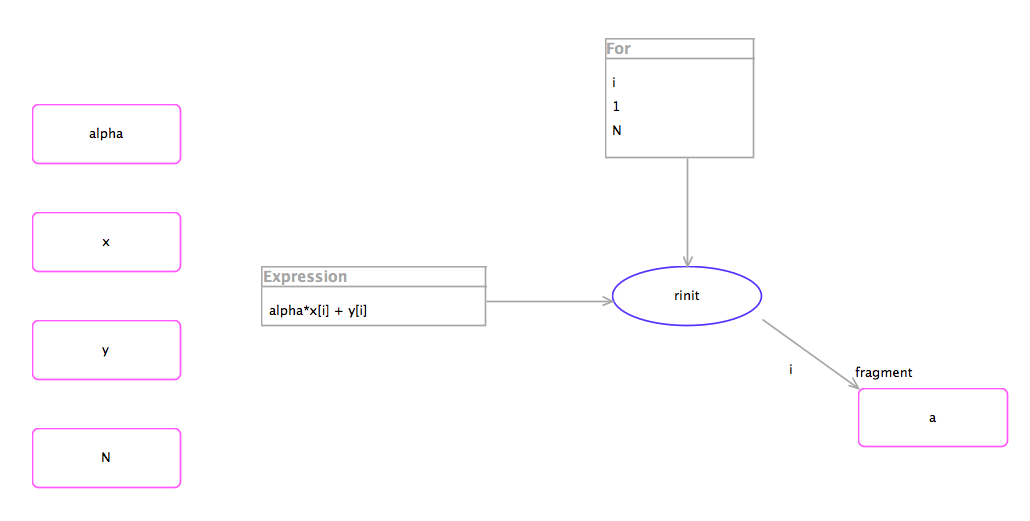 alpha
x
y
N
Expression
alpha*x[i] + y[i]
For
i
1
N
rinit
i
fragment
a